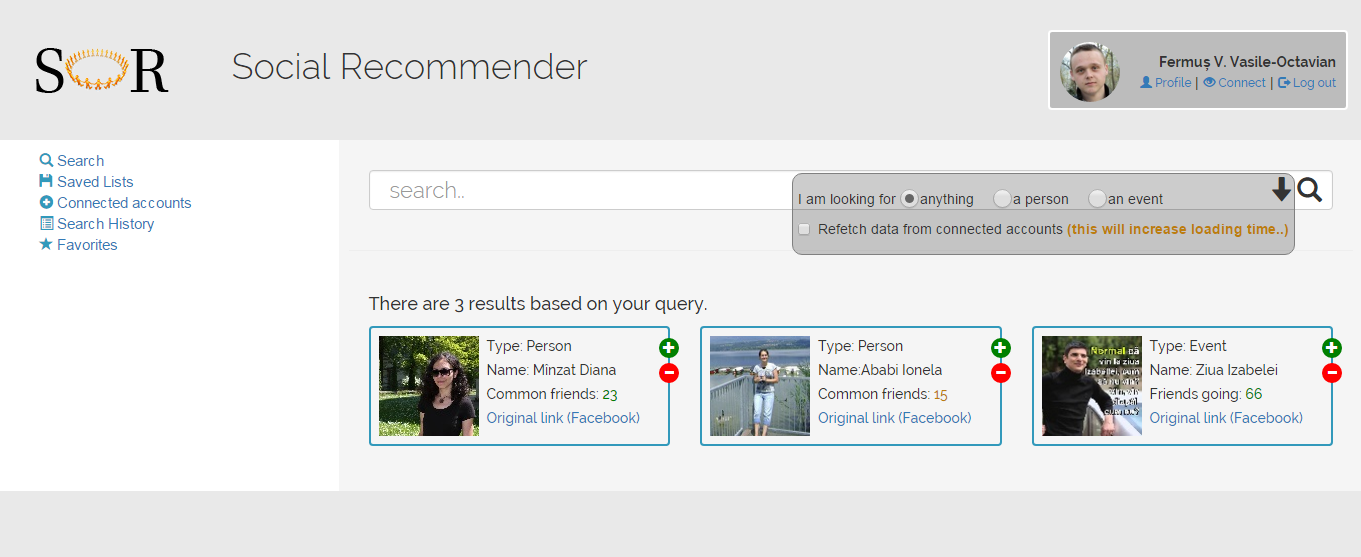 SOR
Social Recommender
Fermuş V. Vasile-Octavian
Profile | Connect | Log out
Search
Saved Lists
Connected accounts
Search History
Favorites
search..
I am looking for anything a person an event
Refetch data from connected accounts (this will increase loading time..)
There are 3 results based on your query.
Type: Person
Name: Mînzat Diana
Common friends: 23
Original link (Facebook)
Type: Person
Name:Ababi Ionela
Common friends: 15
Original link (Facebook)
Normal că
vin la ziua
Izabelei, cum
Type: Event
Name: Ziua Izabelei
Friends going: 66
Original link (Facebook)